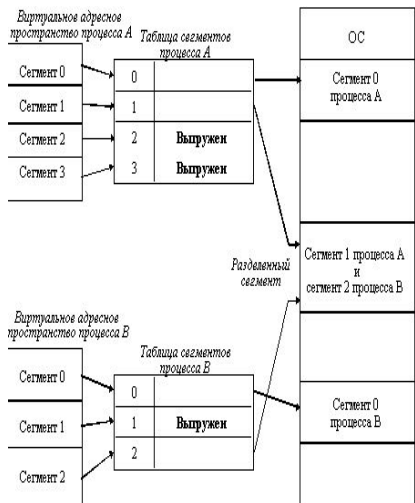 Виртуальное адресное
пространство процесса A
Сегмент 0
Сегмент 1
Сегмент 2
Сегмент 3
Таблица сегментов
процесса A
0
1
2 Выгружен
3 Выгружен
ОС
Сегмент 0
процесса A
Разделенный
сегмент
Сегмент 1 процесса A
и
сегмент 2 процесса B
Виртуальное адресное
пространство процесса B
Сегмент 0
Сегмент 1
Сегмент 2
Таблица сегментов
процесса B
0
1 Выгружен
2
Сегмент 0
процесса B